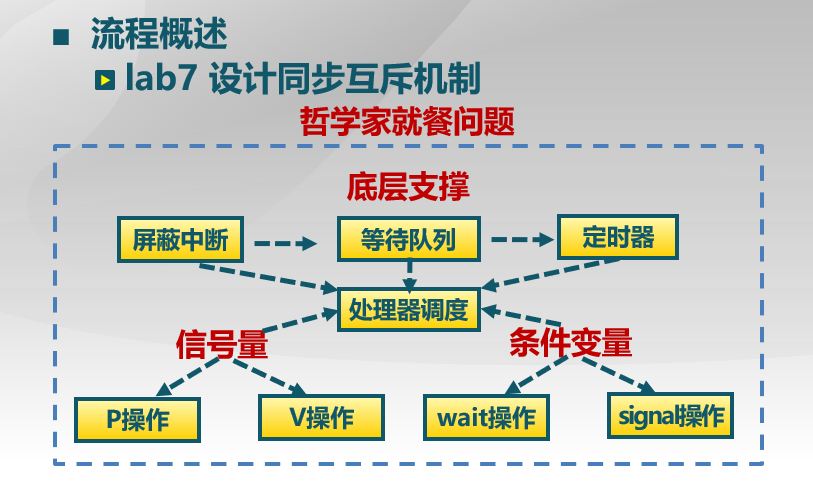 流程概述
lab7 设计同步互斥机制
哲学家就餐问题
底层支撑
屏蔽中断
等待队列
定时器
处理器调度
信号量
条件变量
P操作
V操作
wait操作
signal操作